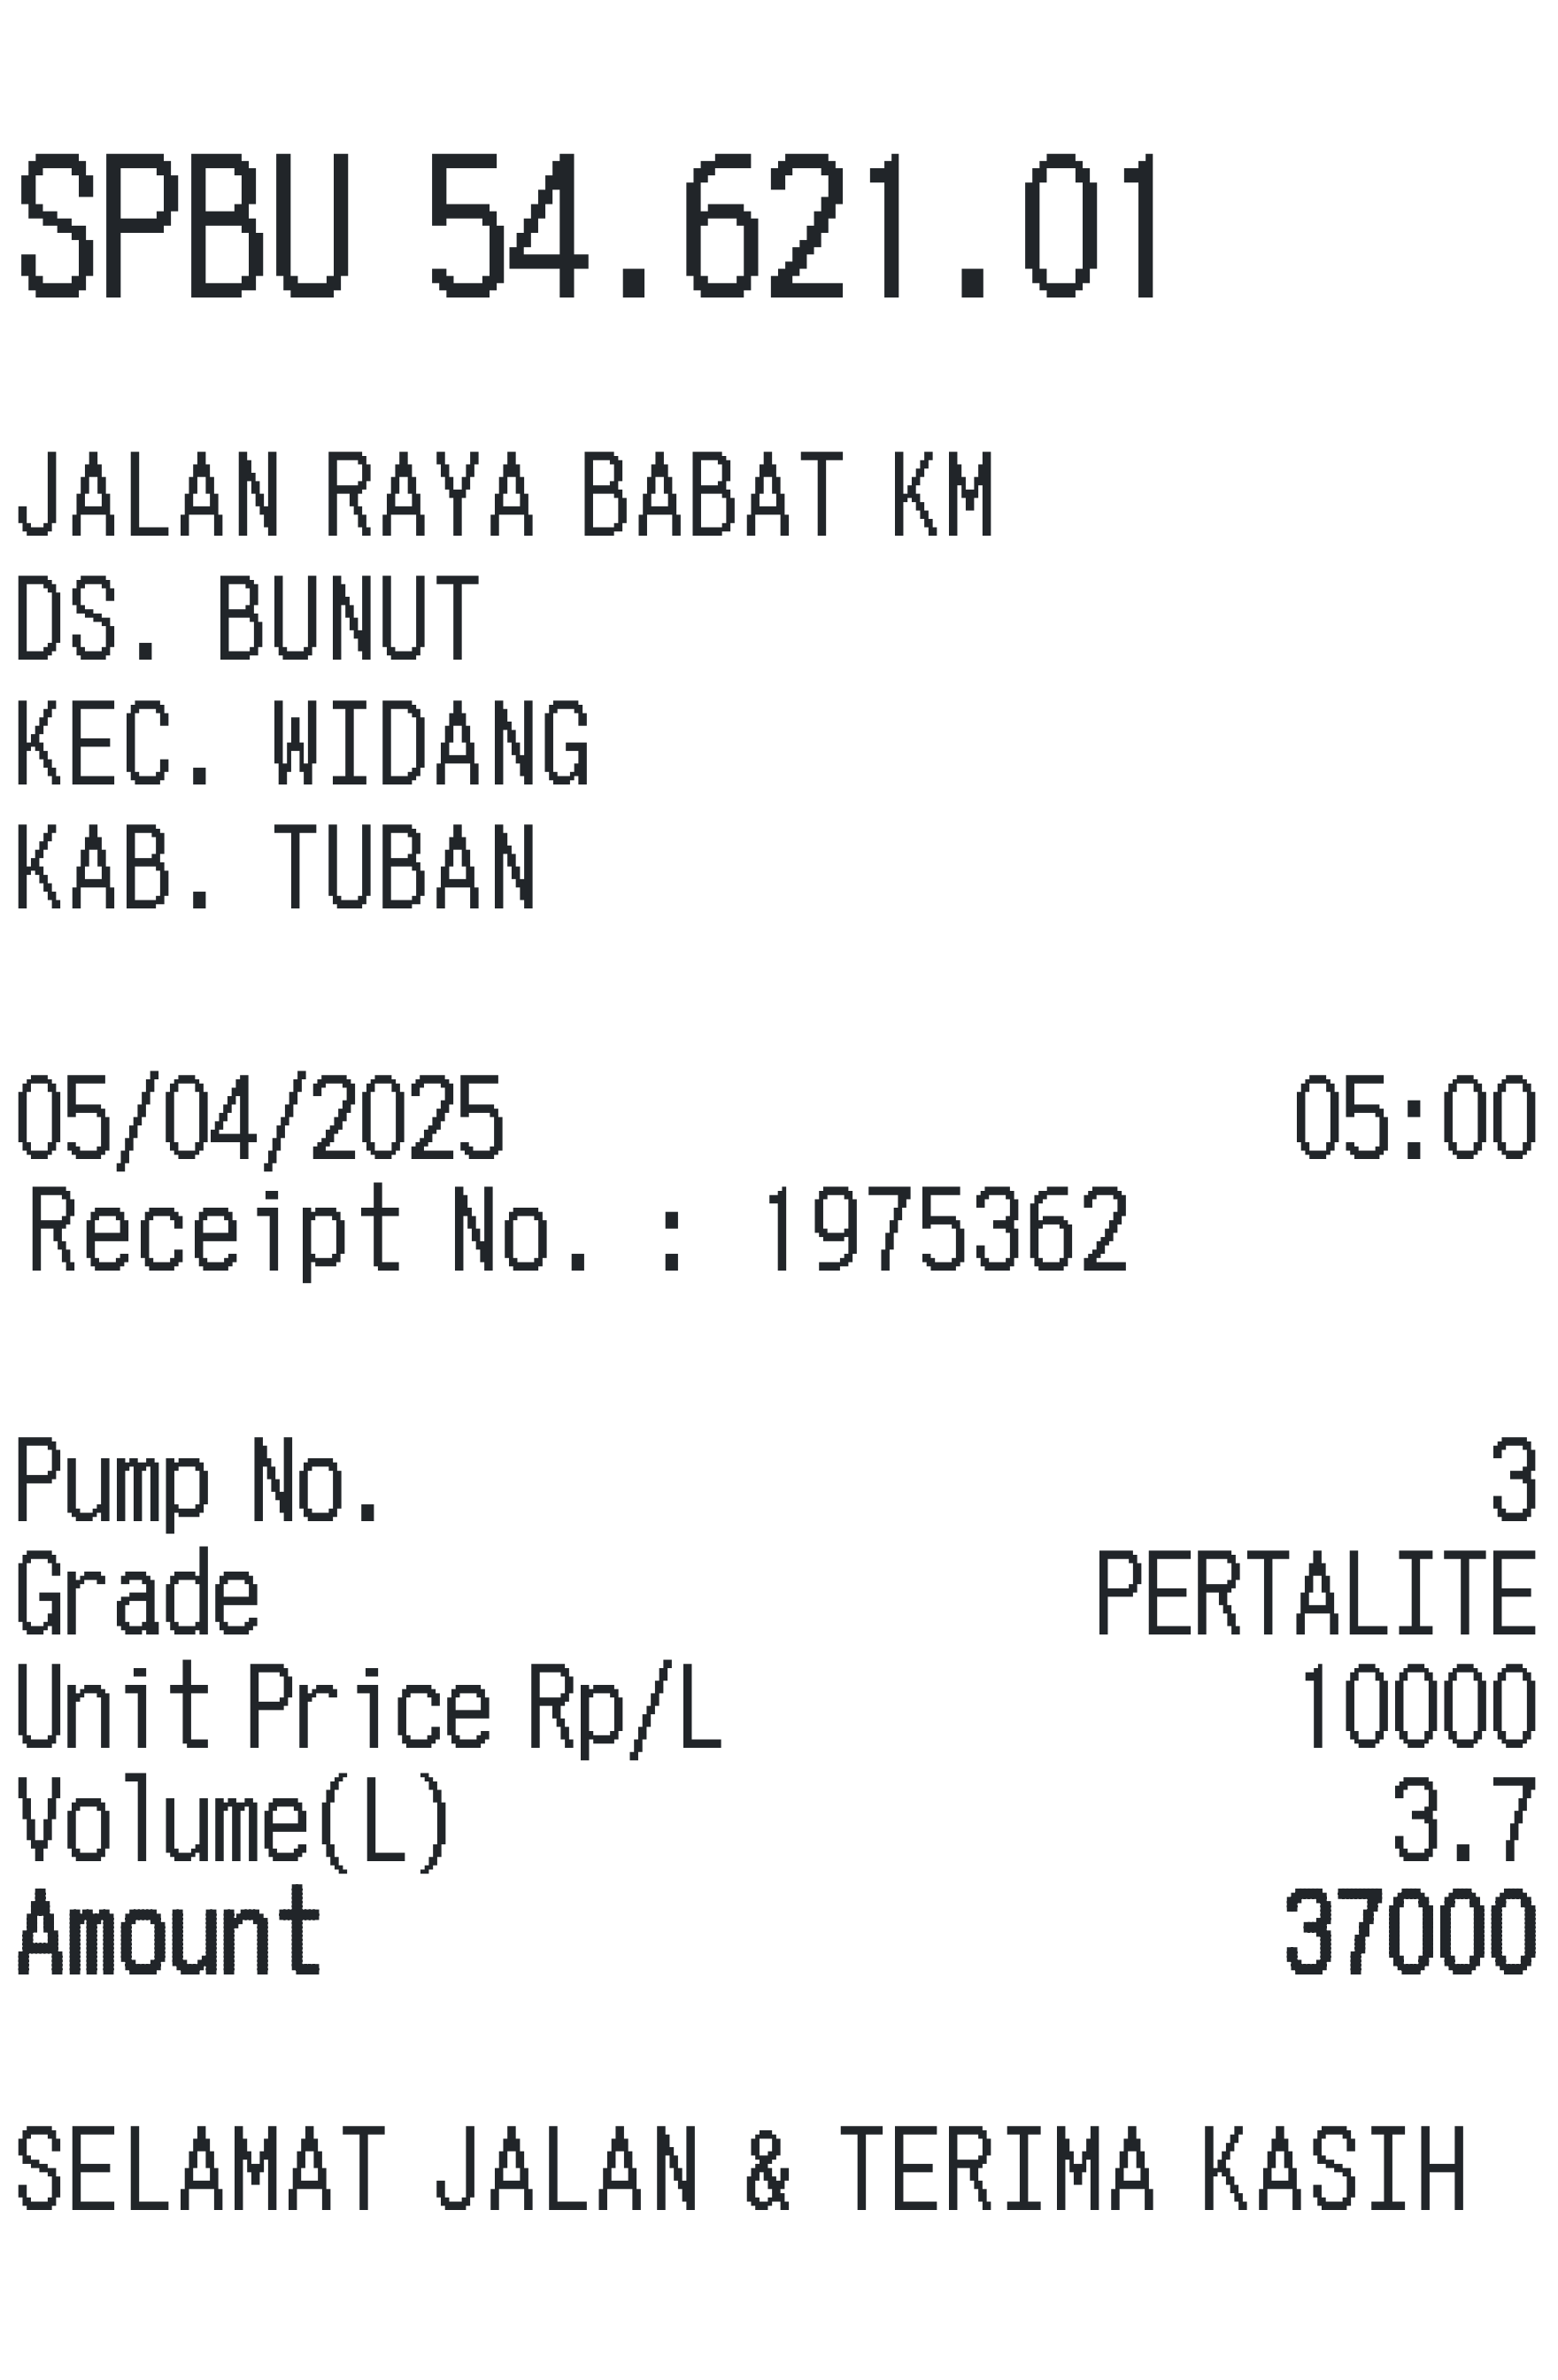 SPBU 54.621.01
JALAN RAYA BABAT KM
DS. BUNUT
KEC. WIDANG
KAB. TUBAN
05/04/2025 05:00
Receipt No. : 1975362
Pump No. 3
Grade PERTALITE
Unit Price Rp/L 10000
Volume(L) 3.7
Amount 37000
SELAMAT JALAN & TERIMA KASIH